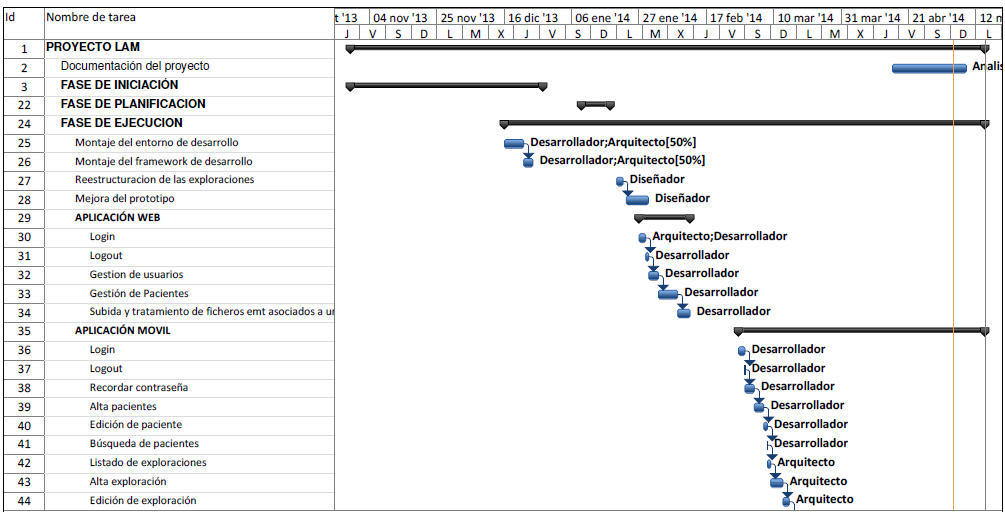 Id Nombre de tarea t '13 04 nov '13 25 nov '13 16 dic '13 06 ene '14 27 ene '14 17 feb '14 10 mar '14 31 mar '14 21 abr '14 12 m
J V S D L M X J V S D L M X J V S D L M X J V S D L
1 PROYECTO LAM
2 Documentación del proyecto Analis
3 FASE DE INICIACIÓN
22 FASE DE PLANIFICACION
24 FASE DE EJECUCION
25 Montaje del entorno de desarrollo Desarrollador;Arquitecto[50%]
26 Montaje del framework de desarrollo Desarrollador;Arquitecto[50%]
27 Reestructuracion de las exploraciones Diseñador
28 Mejora del prototipo Diseñador
29 APLICACIÓN WEB
30 Login Arquitecto;Desarrollador
31 Logout Desarrollador
32 Gestion de usuarios Desarrollador
33 Gestión de Pacientes Desarrollador
34 Subida y tratamiento de ficheros emt asociados a un Desarrollador
35 APLICACIÓN MOVIL
36 Login Desarrollador
37 Logout Desarrollador
38 Recordar contraseña Desarrollador
39 Alta pacientes Desarrollador
40 Edición de paciente Desarrollador
41 Búsqueda de pacientes Desarrollador
42 Listado de exploraciones Arquitecto
43 Alta exploración Arquitecto
44 Edición de exploración Arquitecto